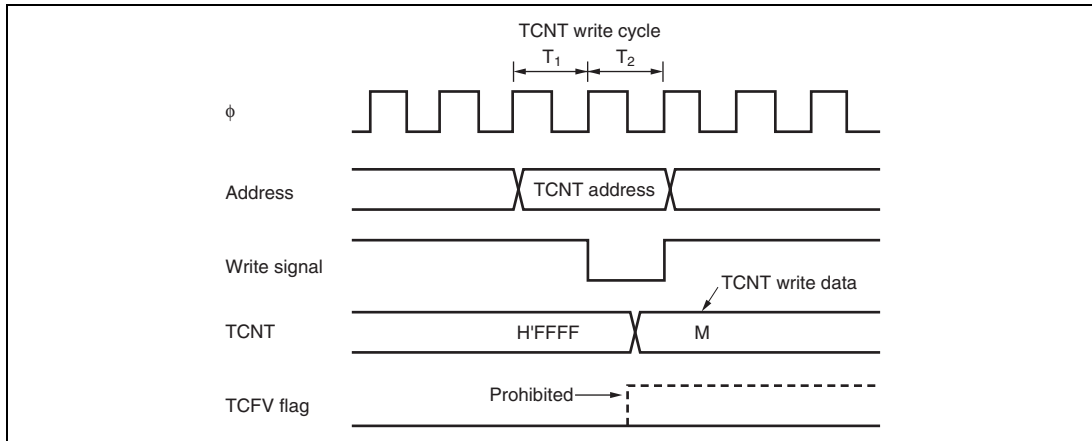 TCNT write cycle
T1 T2
ϕ
Address
TCNT address
Write signal
TCNT write data
TCNT
H'FFFF
M
Prohibited
TCFV flag